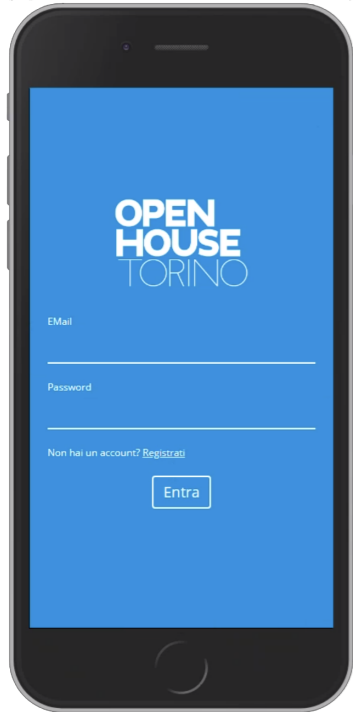 OPEN
HOUSE
TORINO
EMail
Password
Non hai un account? Registrati
Entra